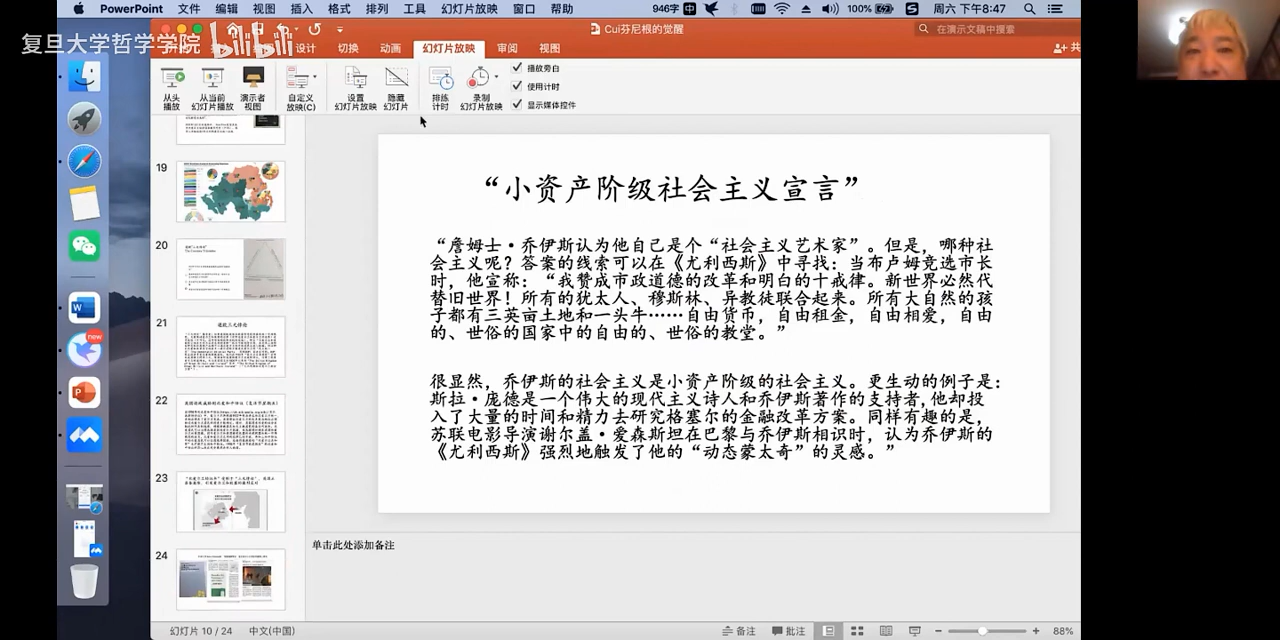 PowerPoint 文件 编辑 视图 插入 格式 排列 工具 幻灯片放映 窗口 帮助 946字 中 100% 周六 下午8:47
复旦大学哲学学院 bilibili
Cui芬尼根的觉醒
在演示文稿中搜索
设计 切换 动画 幻灯片放映 审阅 视图
共
从头
播放
从当前
幻灯片播放
演示者
视图
自定义
放映(C)
设置
幻灯片放映
隐藏
幻灯片
排练
计时
录制
幻灯片放映
播放旁白
使用计时
显示媒体控件
19
20
21
22
23
24
new
“小资产阶级社会主义宣言”
“詹姆士·乔伊斯认为他自己是个“社会主义艺术家”。但是，哪种社
会主义呢？答案的线索可以在《尤利西斯》中寻找：当布卢姆竞选市长
时，他宣称：“我赞成市政道德的改革和明白的十戒律。新世界必然代
替旧世界！所有的犹太人、穆斯林、异教徒联合起来。所有大自然的孩
子都有三英亩土地和一头牛……自由货币，自由租金，自由相爱，自由
的、世俗的国家中的自由的、世俗的教堂。”
很显然，乔伊斯的社会主义是小资产阶级的社会主义。更生动的例子是：
斯拉·庞德是一个伟大的现代主义诗人和乔伊斯著作的支持者,他却投
入了大量的时间和精力去研究格塞尔的金融改革方案。同样有趣的是，
苏联电影导演谢尔盖·爱森斯坦在巴黎与乔伊斯相识时，认为乔伊斯的
《尤利西斯》强烈地触发了他的“动态蒙太奇”的灵感。”
单击此处添加备注
幻灯片 10 / 24 中文(中国)
备注 批注 88%